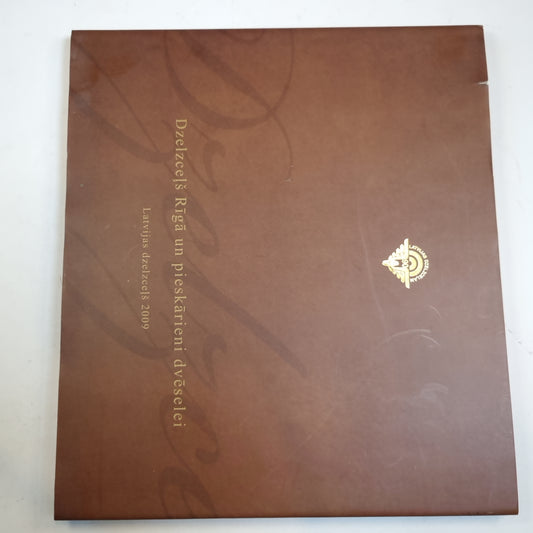 Dzelzceļš Rīgā un pieskārieni dvēselei
Latvijas dzelzceļš 2009